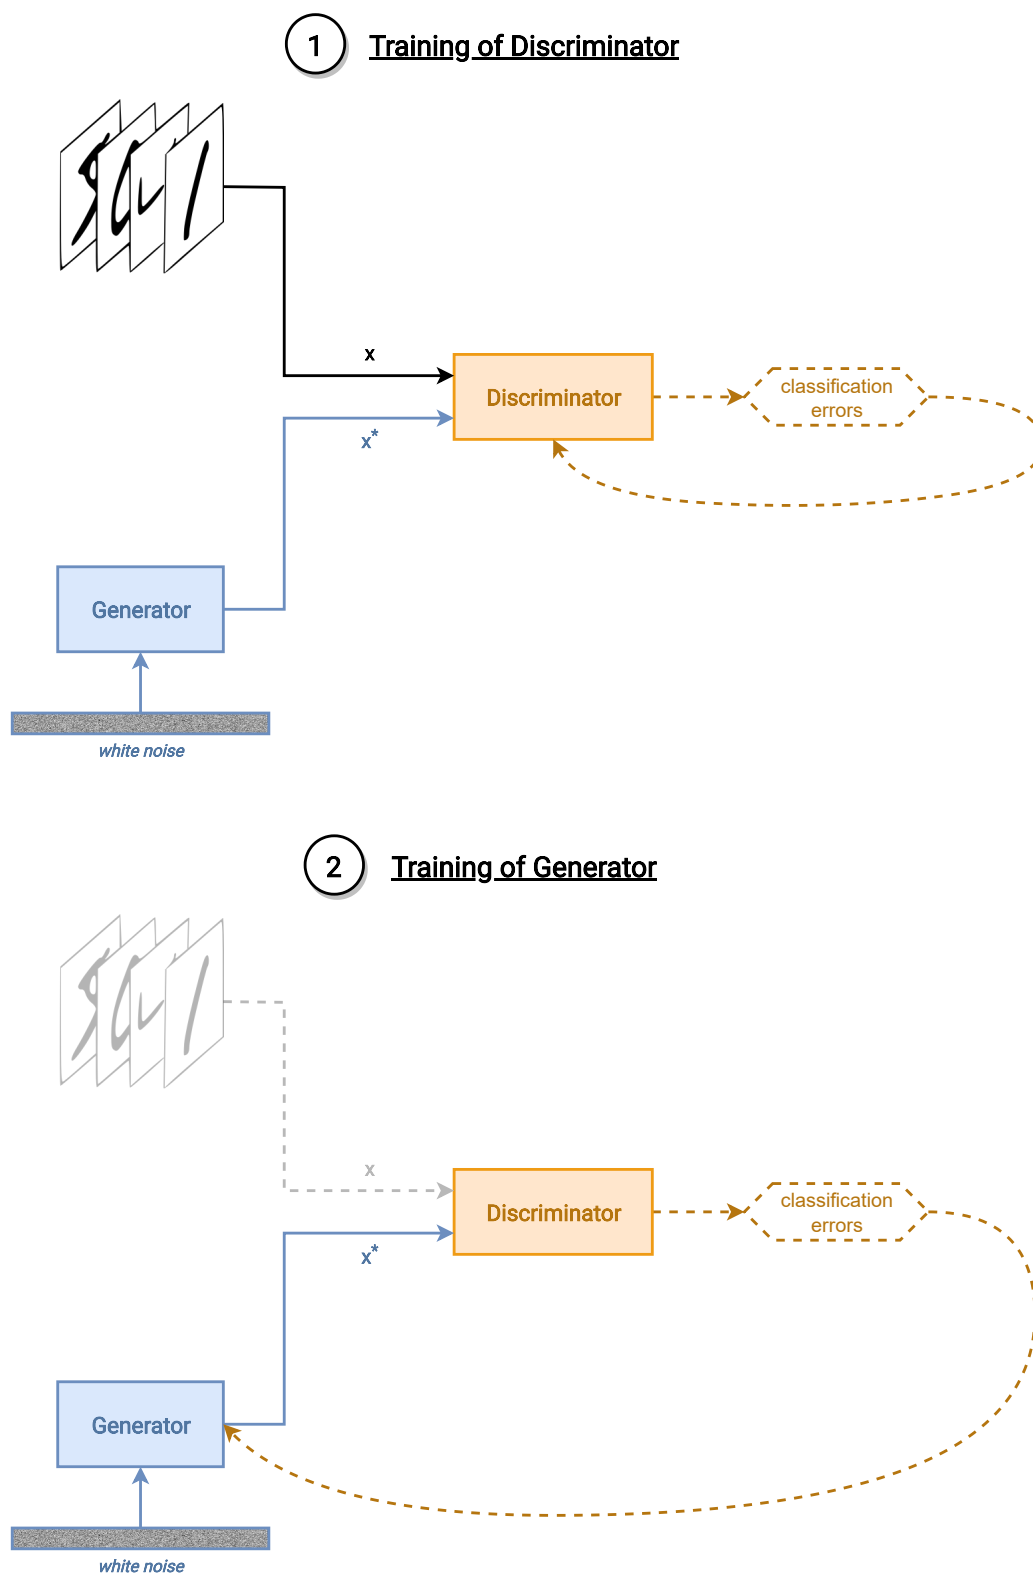 1 Training of Discriminator
x
Discriminator
classification
errors
x*
Generator
white noise
2 Training of Generator
x
Discriminator
classification
errors
x*
Generator
white noise